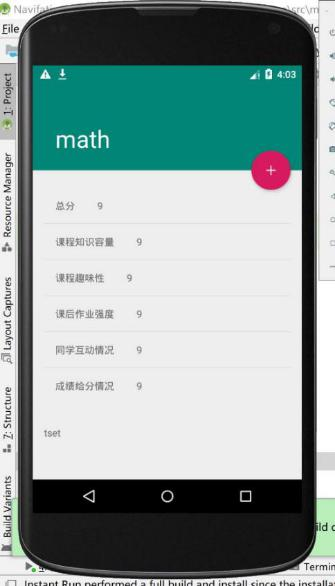 Navifatio
src\m
File
1: Project
Resource Manager
Layout Captures
7: Structure
Build Variants
4:03
math
+
总分 9
课程知识容量 9
课程趣味性 9
课后作业强度 9
同学互动情况 9
成绩给分情况 9
tset
ild
Termin
Instant Run performed a full build and install since the installa